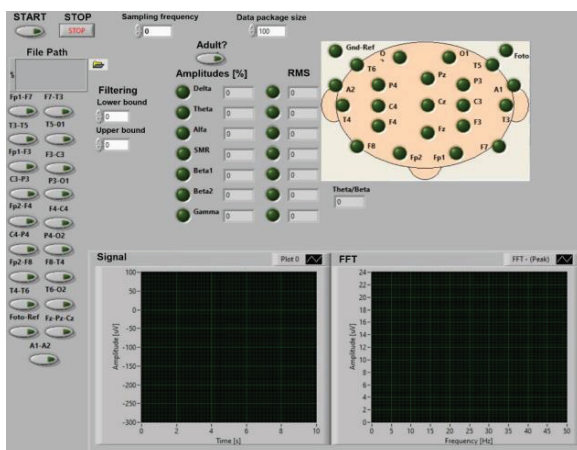 START STOP Sampling frequency Data package size
STOP 0 100
File Path Adult?
Gnd-Ref O O1 Foto
T6 T5
Amplitudes [%] RMS
Pz
Filtering Delta 0 0
A2 P4 P3 A1
Fp1-F7 F7-T3
Lower bound
0 Theta 0 0
C4 Cz C3
T3-T5 T5-01
Upper bound
T4 T3
0 Alfa 0 0
F4 Fz F3
Fp1-F3 F3-C3
SMR 0 0
F8 Fp2 Fp1 F7
C3-P3 P3-O1
Beta1 0 0
Fp2-F4 F4-C4
Beta2 0 0
Theta/Beta
0
Gamma 0 0
C4-P4 P4-O2
Fp2-F8 F8-T4
T4-T6 T6-O2
Foto-Ref Fz-Pz-Cz
A1-A2
Signal Plot 0
100
50
0
-50
-100
-150
-200
-250
-300
Amplitude [uV]
0 2 4 6 8 10
Time [s]
FFT FFT - (Peak)
24
22
20
18
16
14
12
10
8
6
4
2
0
Amplitude [uV]
0 5 10 15 20 25 30 35 40 45 50
Frequency [Hz]